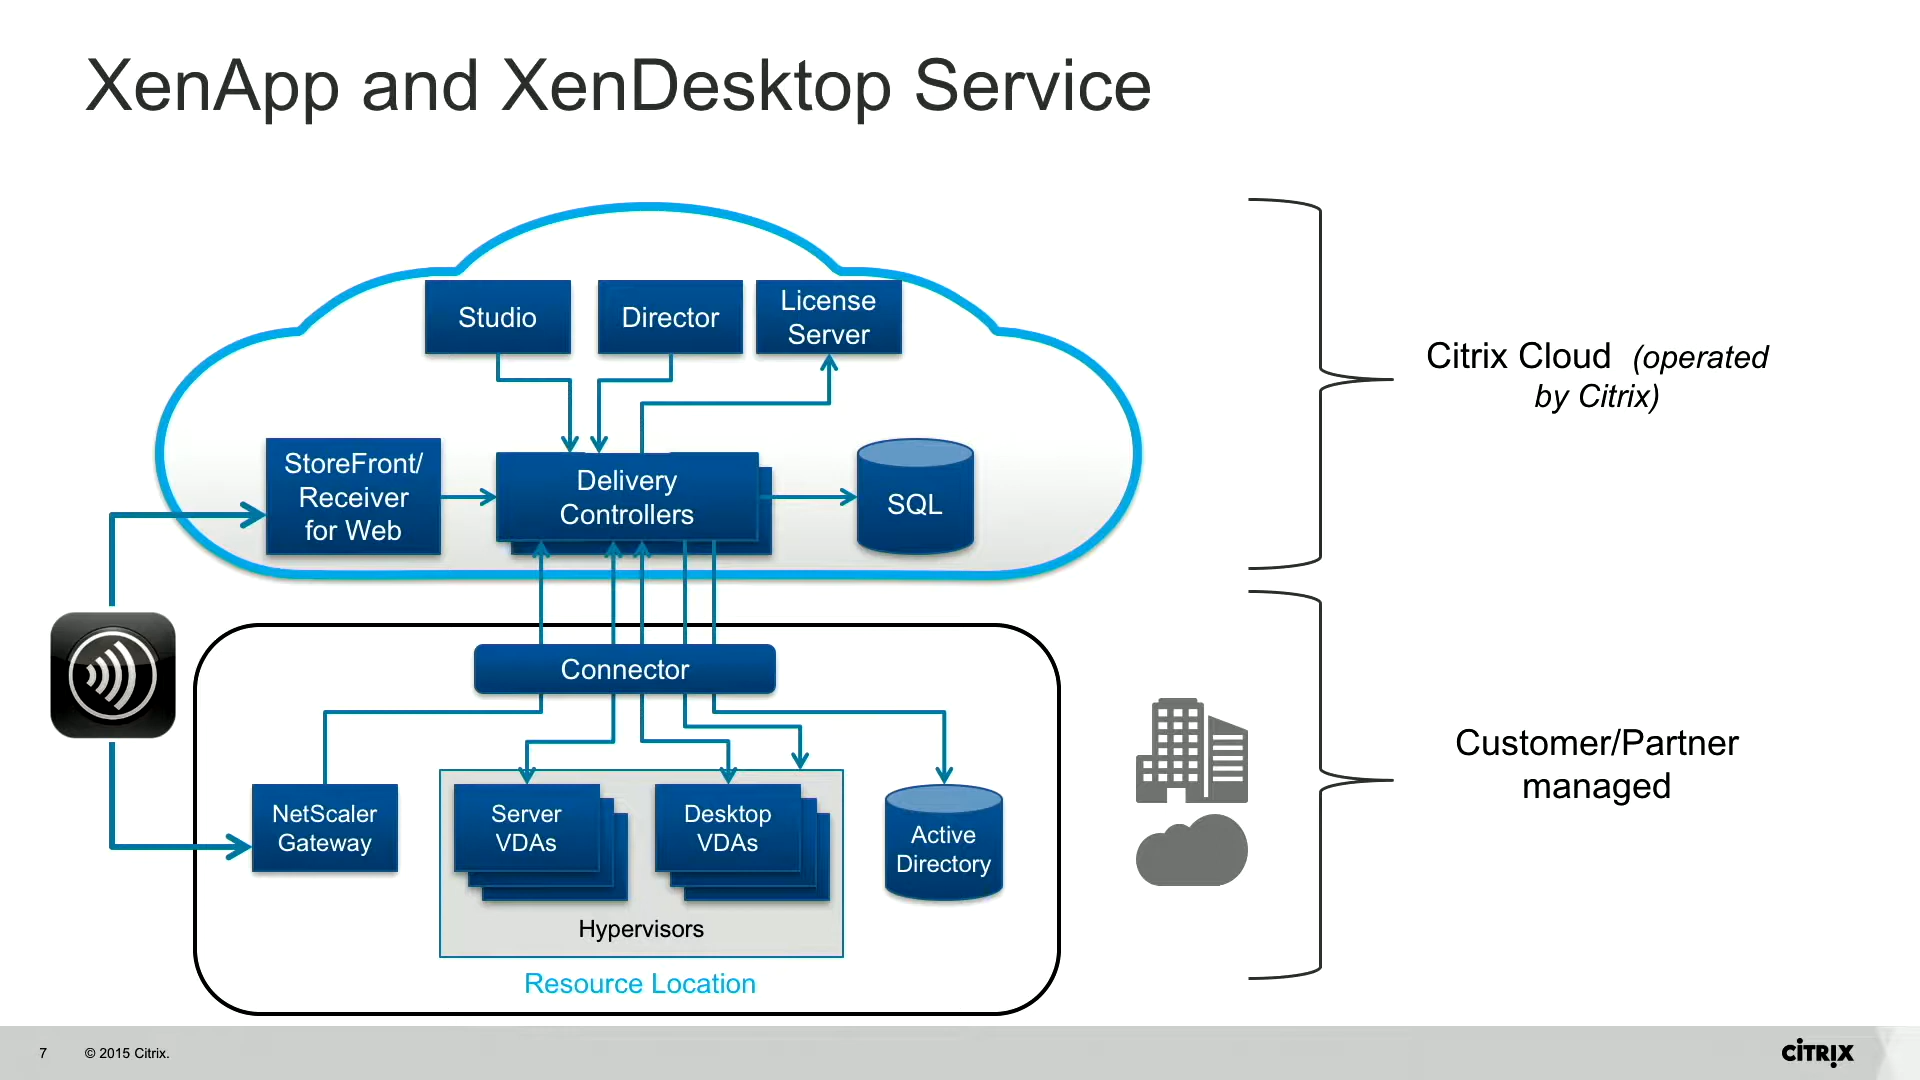 XenApp and XenDesktop Service
Studio
Director
License
Server
Citrix Cloud (operated
by Citrix)
StoreFront/
Receiver
for Web
Delivery
Controllers
SQL
Connector
Customer/Partner
managed
NetScaler
Gateway
Server
VDAs
Desktop
VDAs
Active
Directory
Hypervisors
Resource Location
7
© 2015 Citrix.
CITRIX